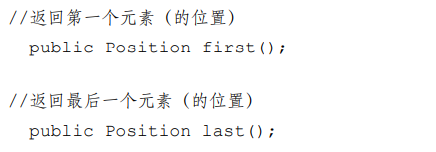 //返回第一个元素（的位置）
public Position first();
//返回最后一个元素（的位置）
public Position last();